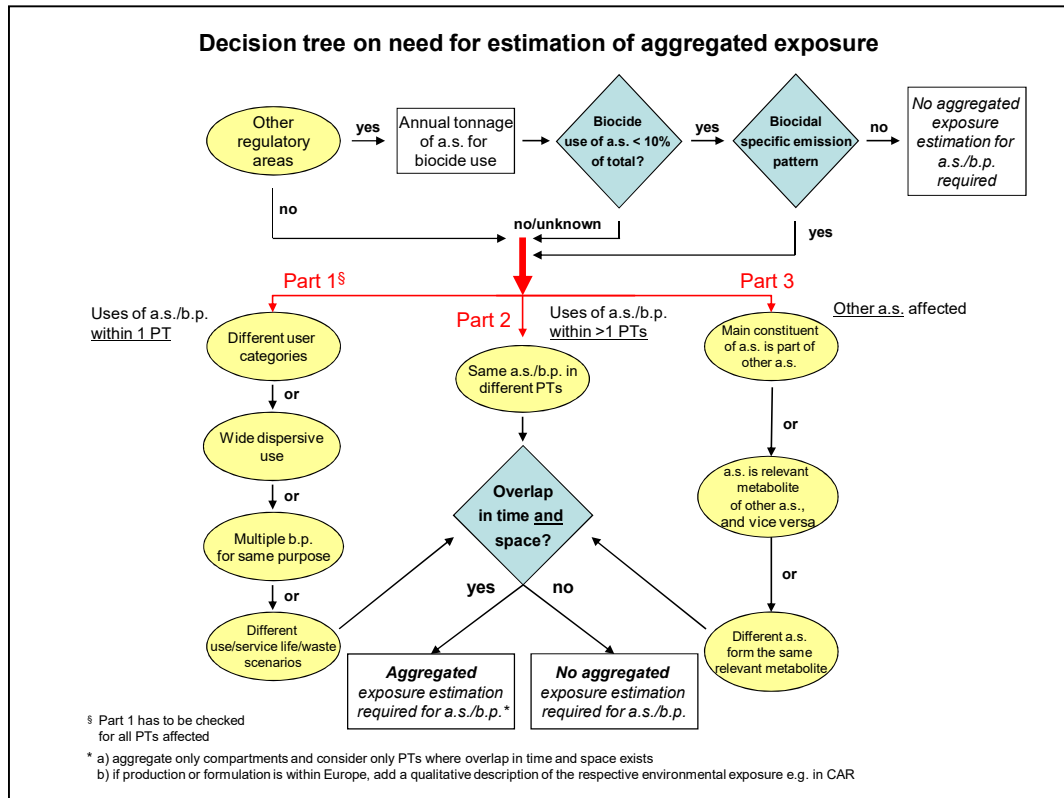 Decision tree on need for estimation of aggregated exposure
Other
regulatory
areas
yes
Annual tonnage
of a.s. for
biocide use
Biocide
use of a.s. < 10%
of total?
yes
Biocidal
specific emission
pattern
no
No aggregated
exposure
estimation for
a.s./b.p.
required
no
no/unknown
yes
Part 1§
Part 2
Part 3
Uses of a.s./b.p.
within 1 PT
Uses of a.s./b.p.
within >1 PTs
Other a.s. affected
Different user
categories
or
Wide dispersive
use
or
Multiple b.p.
for same purpose
or
Different
use/service life/waste
scenarios
Same a.s./b.p. in
different PTs
Overlap
in time and
space?
yes
no
Aggregated
exposure estimation
required for a.s./b.p.*
No aggregated
exposure estimation
required for a.s./b.p.
Main constituent
of a.s. is part of
other a.s.
or
a.s. is relevant
metabolite
of other a.s.,
and vice versa
or
Different a.s.
form the same
relevant metabolite
§ Part 1 has to be checked
for all PTs affected
* a) aggregate only compartments and consider only PTs where overlap in time and space exists
b) if production or formulation is within Europe, add a qualitative description of the respective environmental exposure e.g. in CAR